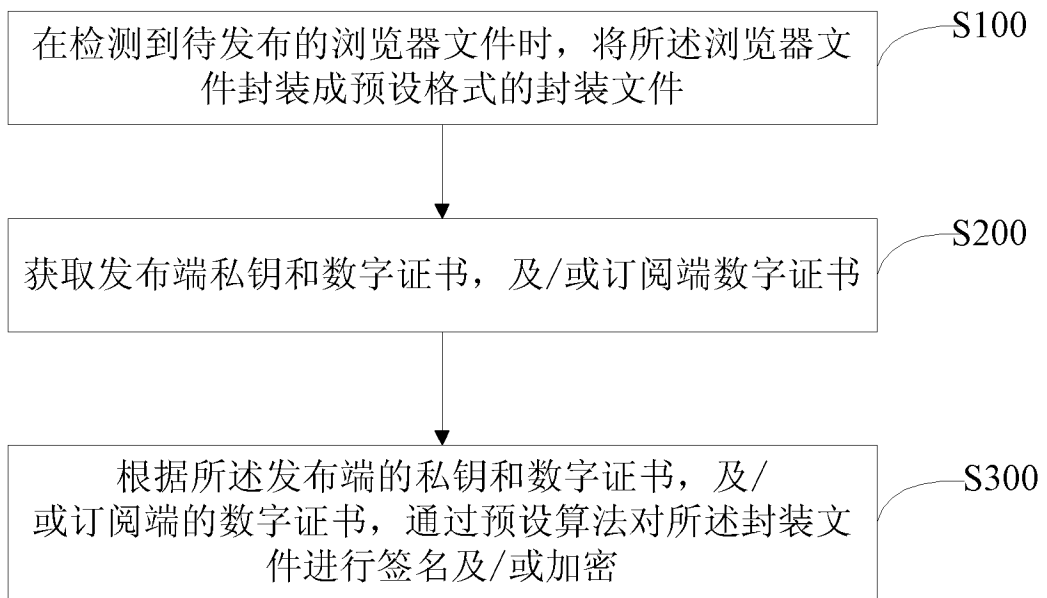 在检测到待发布的浏览器文件时，将所述浏览器文
件封装成预设格式的封装文件
S100
获取发布端私钥和数字证书，及/或订阅端数字证书
S200
根据所述发布端的私钥和数字证书，及/
或订阅端的数字证书，通过预设算法对所述封装文
件进行签名及/或加密
S300